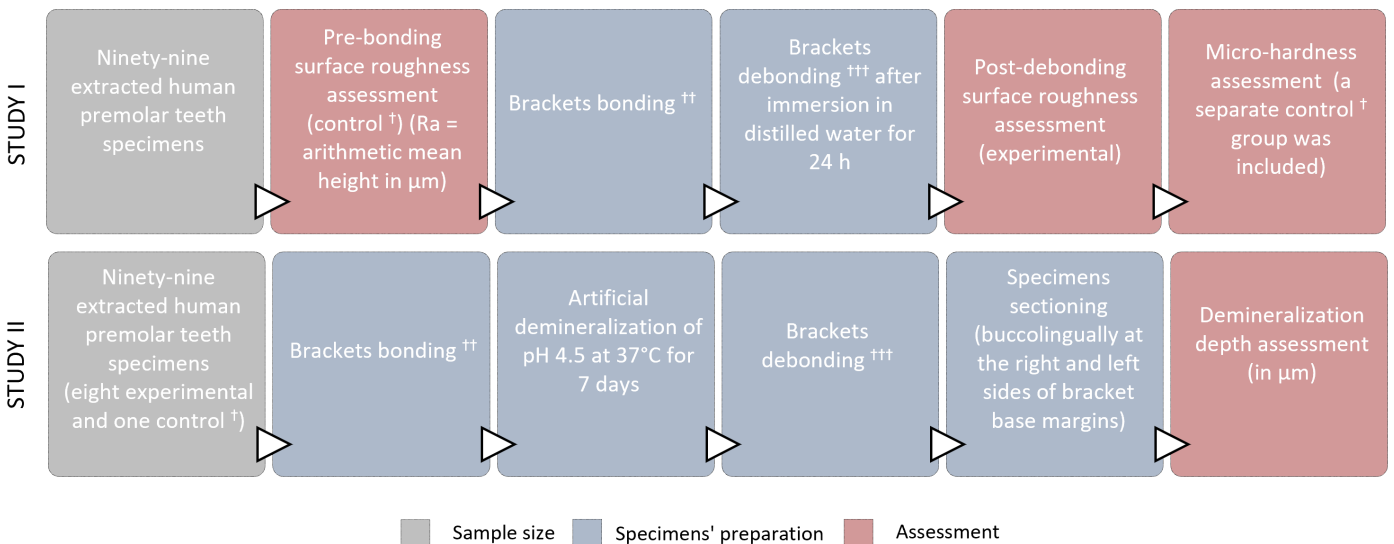 STUDY I
Ninety-nine
extracted human
premolar teeth
specimens
Pre-bonding
surface roughness
assessment
(control †) (Ra =
arithmetic mean
height in µm)
Brackets bonding ††
Brackets
debonding ††† after
immersion in
distilled water for
24 h
Post-debonding
surface roughness
assessment
(experimental)
Micro-hardness
assessment (a
separate control †
group was
included)
STUDY II
Ninety-nine
extracted human
premolar teeth
specimens
(eight experimental
and one control †)
Brackets bonding ††
Artificial
demineralization of
pH 4.5 at 37°C for
7 days
Brackets
debonding †††
Specimens
sectioning
(buccolingually at
the right and left
sides of bracket
base margins)
Demineralization
depth assessment
(in µm)
Sample size
Specimens' preparation
Assessment